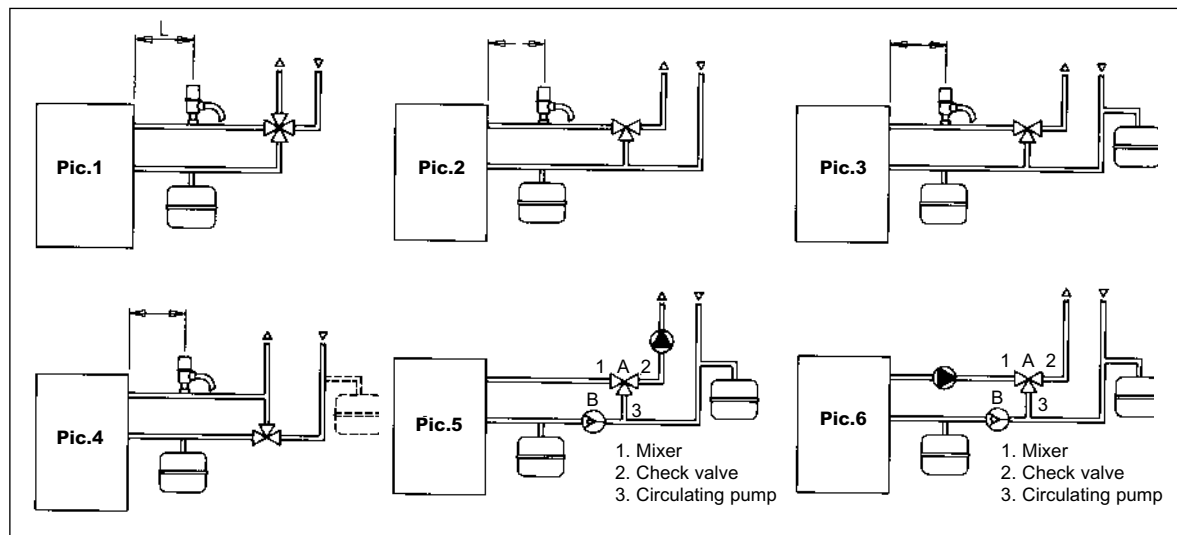 L
Pic.1
Pic.2
Pic.3
Pic.4
1 A 2
B
3
Pic.5
1. Mixer
2. Check valve
3. Circulating pump
1 A 2
B
3
Pic.6
1. Mixer
2. Check valve
3. Circulating pump